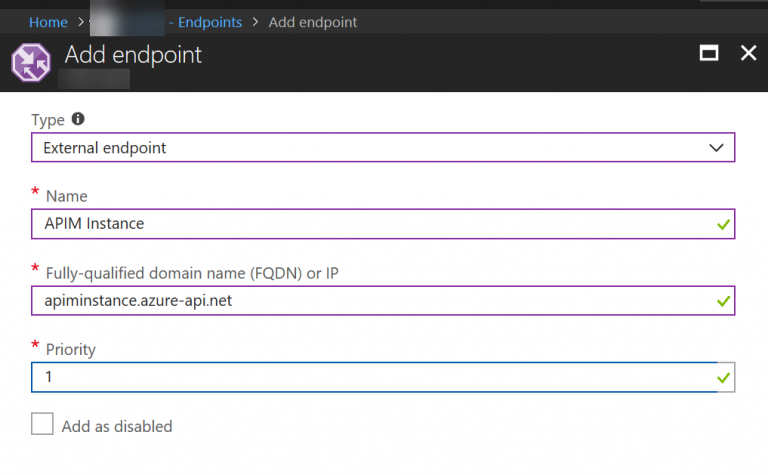 Home > - Endpoints > Add endpoint
Add endpoint
Type
External endpoint
* Name
APIM Instance
* Fully-qualified domain name (FQDN) or IP
apiminstance.azure-api.net
* Priority
1
Add as disabled